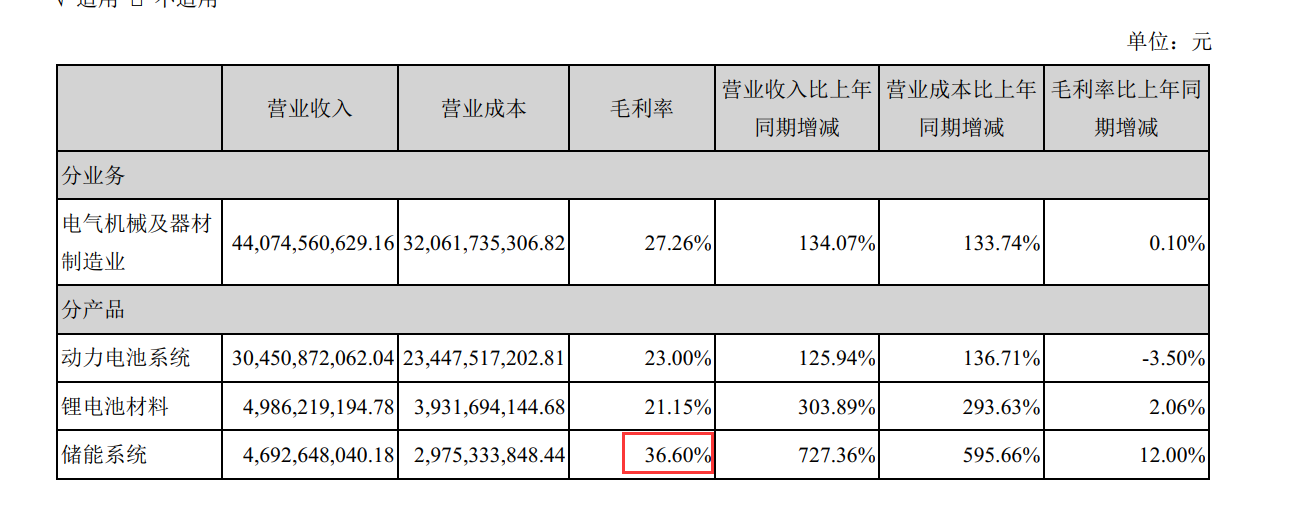 √ 适用 □ 不适用
单位：元
营业收入 营业成本 毛利率 营业收入比上年同期增减 营业成本比上年同期增减 毛利率比上年同期增减
分业务
电气机械及器材制造业 44,074,560,629.16 32,061,735,306.82 27.26% 134.07% 133.74% 0.10%
分产品
动力电池系统 30,450,872,062.04 23,447,517,202.81 23.00% 125.94% 136.71% -3.50%
锂电池材料 4,986,219,194.78 3,931,694,144.68 21.15% 303.89% 293.63% 2.06%
储能系统 4,692,648,040.18 2,975,333,848.44 36.60% 727.36% 595.66% 12.00%